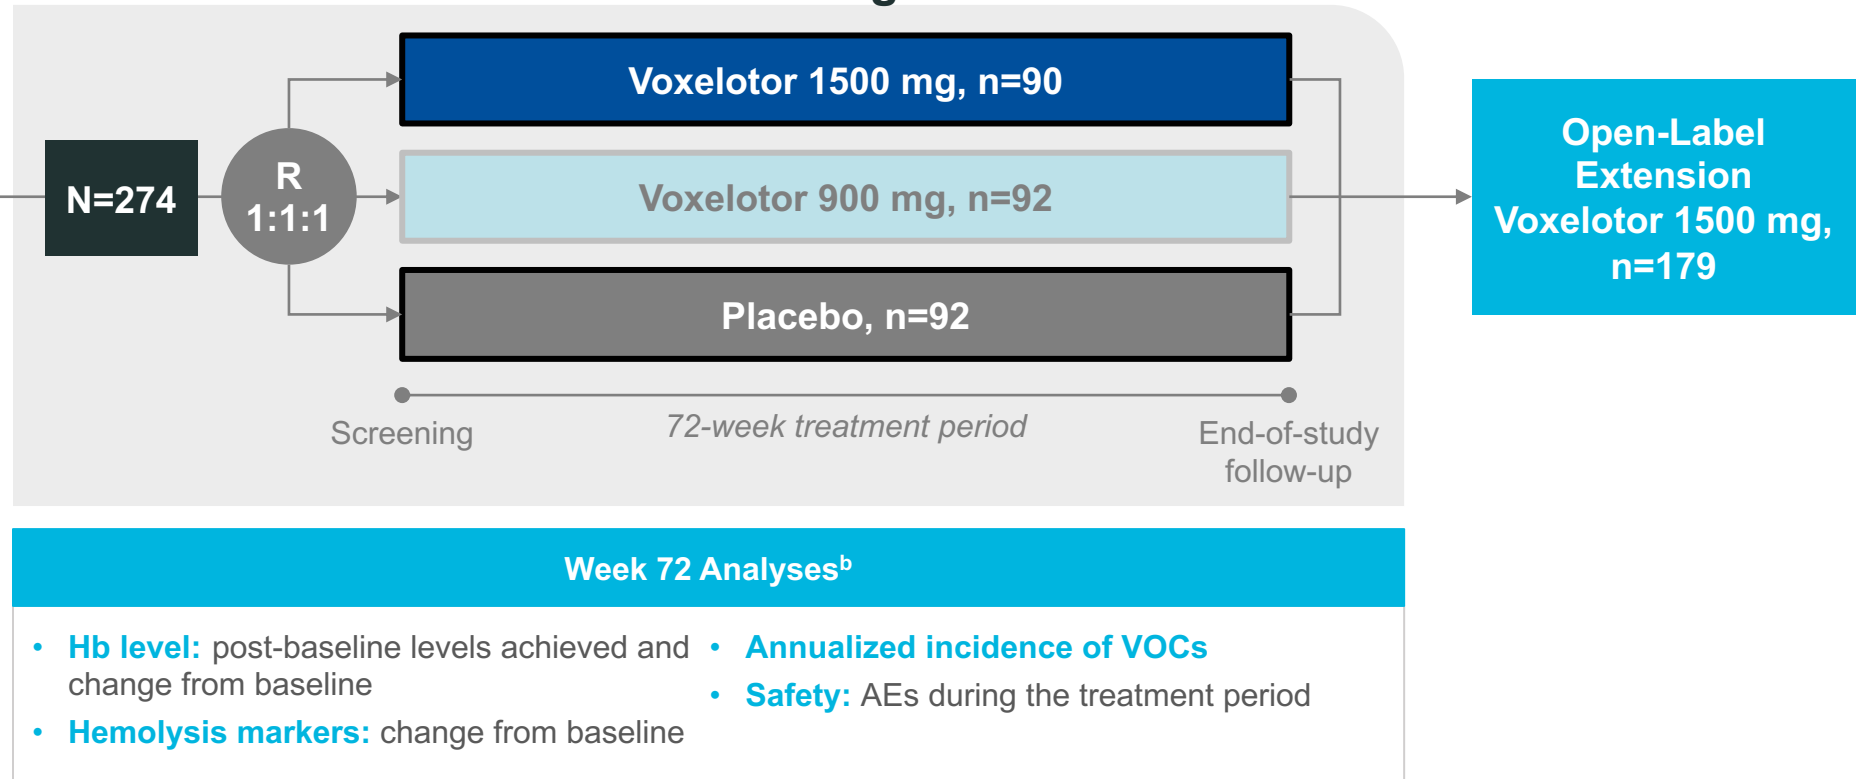 N=274
R
1:1:1
Voxelotor 1500 mg, n=90
Voxelotor 900 mg, n=92
Placebo, n=92
Screening
72-week treatment period
End-of-study
follow-up
Open-Label
Extension
Voxelotor 1500 mg,
n=179
Week 72 Analysesᵇ
• Hb level: post-baseline levels achieved and
change from baseline
• Hemolysis markers: change from baseline
• Annualized incidence of VOCs
• Safety: AEs during the treatment period